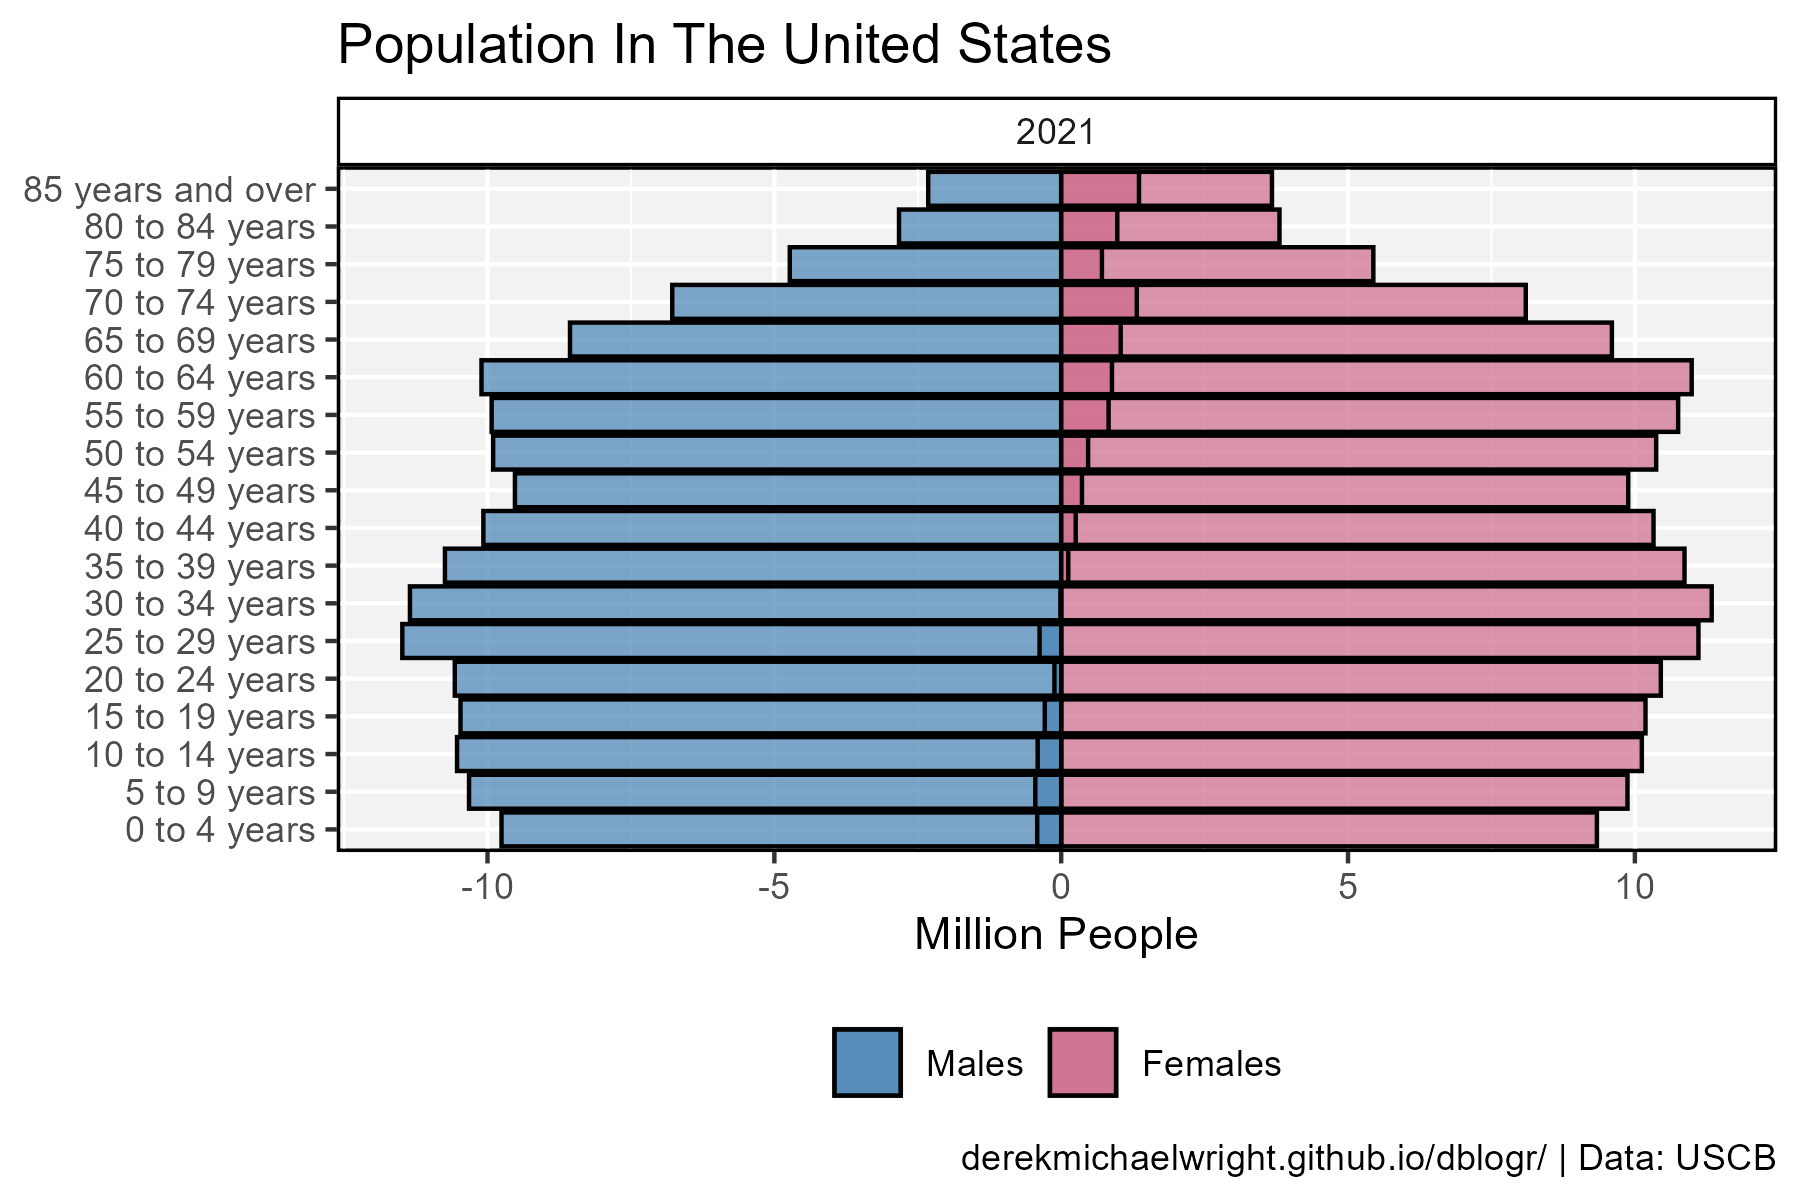 Population In The United States
2021
85 years and over
80 to 84 years
75 to 79 years
70 to 74 years
65 to 69 years
60 to 64 years
55 to 59 years
50 to 54 years
45 to 49 years
40 to 44 years
35 to 39 years
30 to 34 years
25 to 29 years
20 to 24 years
15 to 19 years
10 to 14 years
5 to 9 years
0 to 4 years
-10 -5 0 5 10
Million People
Males Females
derekmichaelwright.github.io/dblogr/ | Data: USCB